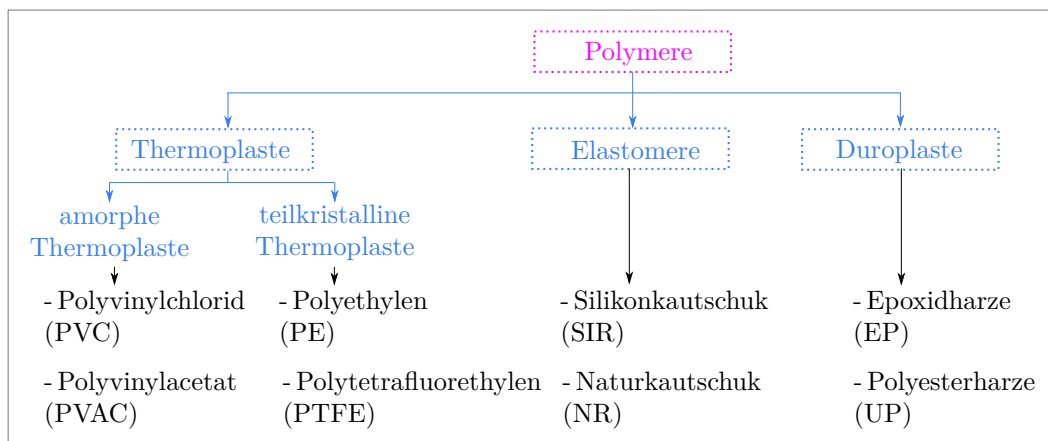 Polymere
Thermoplaste
Elastomere
Duroplaste
amorphe
Thermoplaste
teilkristalline
Thermoplaste
- Polyvinylchlorid
(PVC)
- Polyvinylacetat
(PVAC)
- Polyethylen
(PE)
- Polytetrafluorethylen
(PTFE)
- Silikonkautschuk
(SIR)
- Naturkautschuk
(NR)
- Epoxidharze
(EP)
- Polyesterharze
(UP)